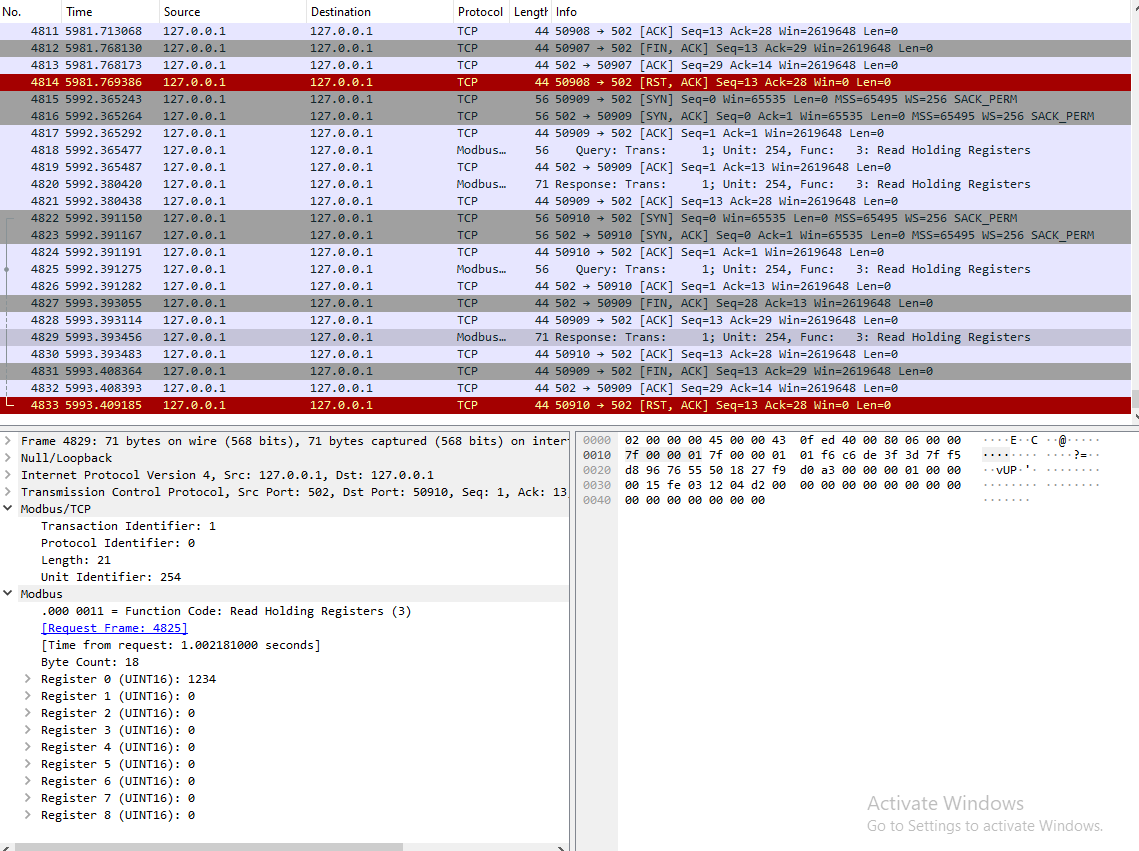 No. Time Source Destination Protocol Length Info
4811 5981.713068 127.0.0.1 127.0.0.1 TCP 44 50908 → 502 [ACK] Seq=13 Ack=28 Win=2619648 Len=0
4812 5981.768130 127.0.0.1 127.0.0.1 TCP 44 50907 → 502 [FIN, ACK] Seq=13 Ack=29 Win=2619648 Len=0
4813 5981.768173 127.0.0.1 127.0.0.1 TCP 44 502 → 50907 [ACK] Seq=29 Ack=14 Win=2619648 Len=0
4814 5981.769386 127.0.0.1 127.0.0.1 TCP 44 50908 → 502 [RST, ACK] Seq=13 Ack=28 Win=0 Len=0
4815 5992.365243 127.0.0.1 127.0.0.1 TCP 56 50909 → 502 [SYN] Seq=0 Win=65535 Len=0 MSS=65495 WS=256 SACK_PERM
4816 5992.365264 127.0.0.1 127.0.0.1 TCP 56 502 → 50909 [SYN, ACK] Seq=0 Ack=1 Win=65535 Len=0 MSS=65495 WS=256 SACK_PERM
4817 5992.365292 127.0.0.1 127.0.0.1 TCP 44 50909 → 502 [ACK] Seq=1 Ack=1 Win=2619648 Len=0
4818 5992.365477 127.0.0.1 127.0.0.1 Modbus… 56 Query: Trans: 1; Unit: 254, Func: 3: Read Holding Registers
4819 5992.365487 127.0.0.1 127.0.0.1 TCP 44 502 → 50909 [ACK] Seq=1 Ack=13 Win=2619648 Len=0
4820 5992.380420 127.0.0.1 127.0.0.1 Modbus… 71 Response: Trans: 1; Unit: 254, Func: 3: Read Holding Registers
4821 5992.380438 127.0.0.1 127.0.0.1 TCP 44 50909 → 502 [ACK] Seq=13 Ack=28 Win=2619648 Len=0
4822 5992.391150 127.0.0.1 127.0.0.1 TCP 56 50910 → 502 [SYN] Seq=0 Win=65535 Len=0 MSS=65495 WS=256 SACK_PERM
4823 5992.391167 127.0.0.1 127.0.0.1 TCP 56 502 → 50910 [SYN, ACK] Seq=0 Ack=1 Win=65535 Len=0 MSS=65495 WS=256 SACK_PERM
4824 5992.391191 127.0.0.1 127.0.0.1 TCP 44 50910 → 502 [ACK] Seq=1 Ack=1 Win=2619648 Len=0
4825 5992.391275 127.0.0.1 127.0.0.1 Modbus… 56 Query: Trans: 1; Unit: 254, Func: 3: Read Holding Registers
4826 5992.391282 127.0.0.1 127.0.0.1 TCP 44 502 → 50910 [ACK] Seq=1 Ack=13 Win=2619648 Len=0
4827 5993.393055 127.0.0.1 127.0.0.1 TCP 44 502 → 50909 [FIN, ACK] Seq=28 Ack=13 Win=2619648 Len=0
4828 5993.393114 127.0.0.1 127.0.0.1 TCP 44 50909 → 502 [ACK] Seq=13 Ack=29 Win=2619648 Len=0
4829 5993.393456 127.0.0.1 127.0.0.1 Modbus… 71 Response: Trans: 1; Unit: 254, Func: 3: Read Holding Registers
4830 5993.393483 127.0.0.1 127.0.0.1 TCP 44 50910 → 502 [ACK] Seq=13 Ack=28 Win=2619648 Len=0
4831 5993.408364 127.0.0.1 127.0.0.1 TCP 44 50909 → 502 [FIN, ACK] Seq=13 Ack=29 Win=2619648 Len=0
4832 5993.408393 127.0.0.1 127.0.0.1 TCP 44 502 → 50909 [ACK] Seq=29 Ack=14 Win=2619648 Len=0
4833 5993.409185 127.0.0.1 127.0.0.1 TCP 44 50910 → 502 [RST, ACK] Seq=13 Ack=28 Win=0 Len=0
Frame 4829: 71 bytes on wire (568 bits), 71 bytes captured (568 bits) on inter
Null/Loopback
Internet Protocol Version 4, Src: 127.0.0.1, Dst: 127.0.0.1
Transmission Control Protocol, Src Port: 502, Dst Port: 50910, Seq: 1, Ack: 13,
Modbus/TCP
Transaction Identifier: 1
Protocol Identifier: 0
Length: 21
Unit Identifier: 254
Modbus
.000 0011 = Function Code: Read Holding Registers (3)
[Request Frame: 4825]
[Time from request: 1.002181000 seconds]
Byte Count: 18
Register 0 (UINT16): 1234
Register 1 (UINT16): 0
Register 2 (UINT16): 0
Register 3 (UINT16): 0
Register 4 (UINT16): 0
Register 5 (UINT16): 0
Register 6 (UINT16): 0
Register 7 (UINT16): 0
Register 8 (UINT16): 0
0000 02 00 00 00 45 00 00 43 0f ed 40 00 80 06 00 00 ····E··C ··@·····
0010 7f 00 00 01 7f 00 00 01 01 f6 c6 de 3f 3d 7f f5 ········ ····?=··
0020 d8 96 76 55 50 18 27 f9 d0 a3 00 00 00 01 00 00 ··vUP·'· ········
0030 00 15 fe 03 12 04 d2 00 00 00 00 00 00 00 00 00 ········ ········
0040 00 00 00 00 00 00 00 ·······
Activate Windows
Go to Settings to activate Windows.